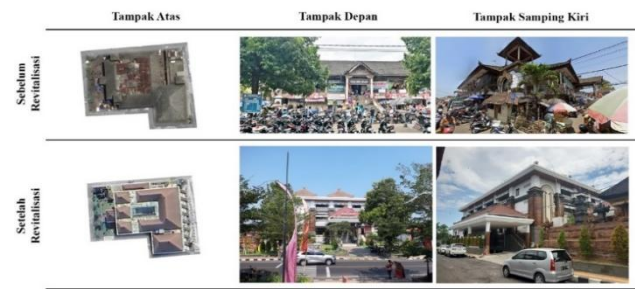 Tampak Atas
Tampak Depan
Tampak Samping Kiri
Sebelum
Revitalisasi
Setelah
Revitalisasi